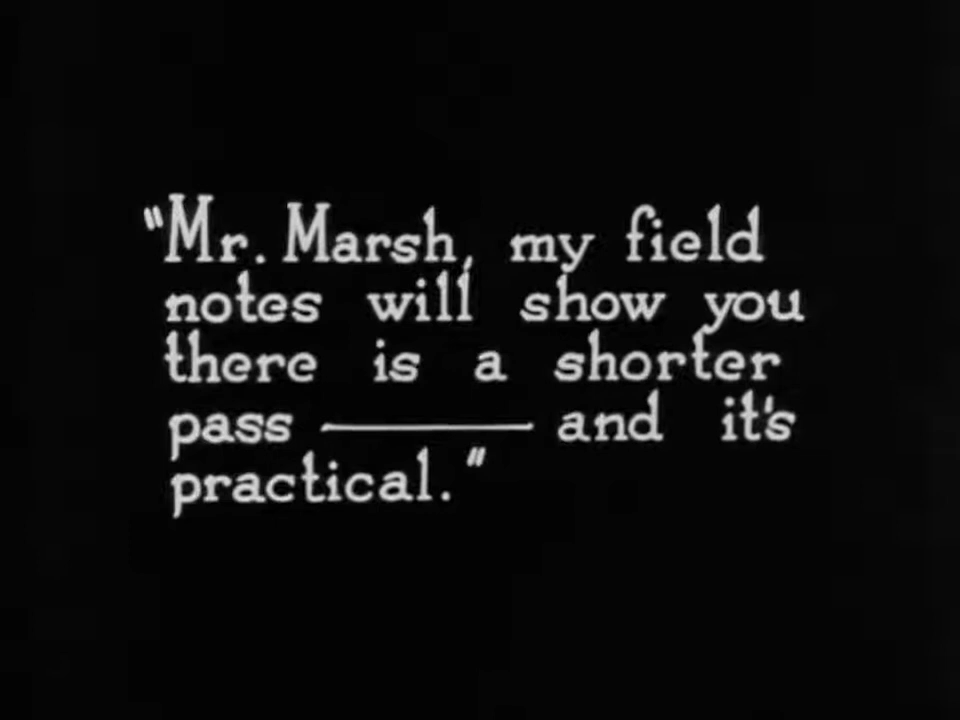 "Mr. Marsh, my field
notes will show you
there is a shorter
pass —— and it's
practical."